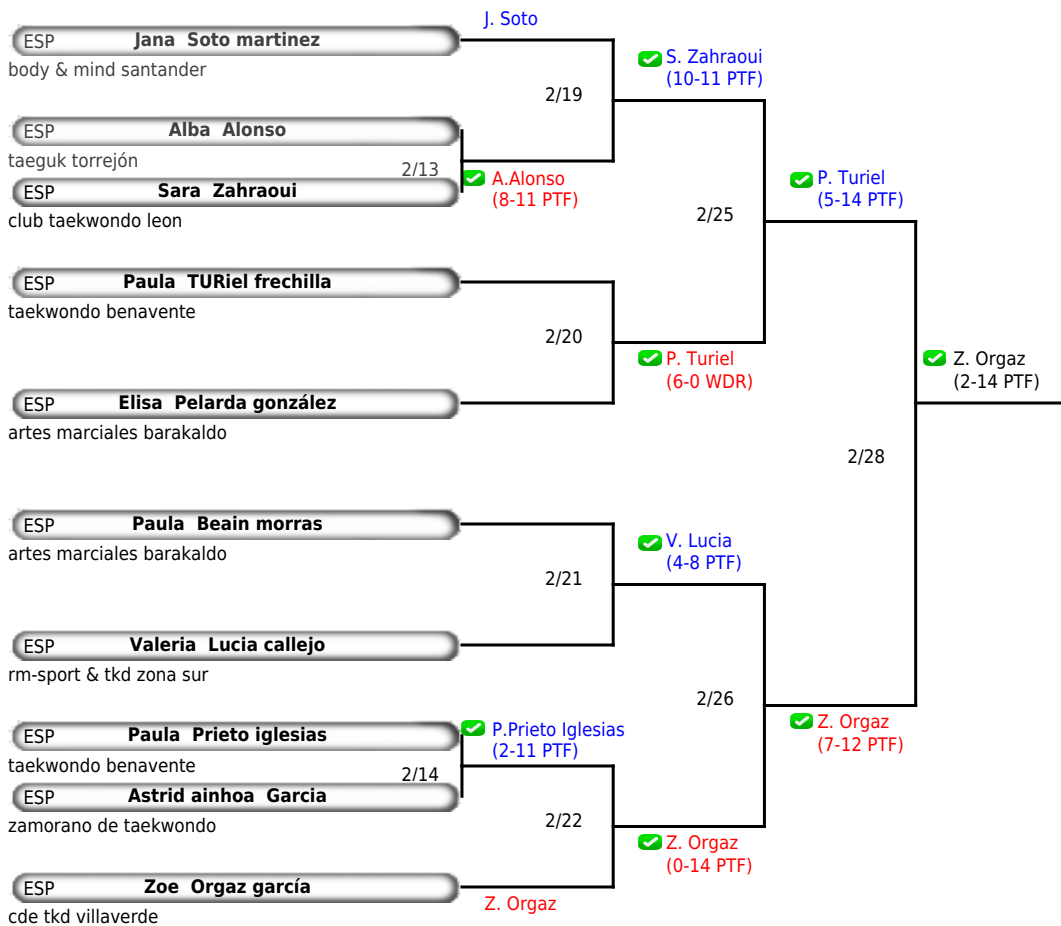 J. Soto
ESP Jana Soto martinez
body & mind santander
S. Zahraoui
(10-11 PTF)
2/19
ESP Alba Alonso
taeguk torrejón
2/13
A.Alonso
(8-11 PTF)
ESP Sara Zahraoui
club taekwondo leon
P. Turiel
(5-14 PTF)
2/25
ESP Paula TURiel frechilla
taekwondo benavente
2/20
P. Turiel
(6-0 WDR)
Z. Orgaz
(2-14 PTF)
ESP Elisa Pelarda gonzález
artes marciales barakaldo
2/28
ESP Paula Beain morras
artes marciales barakaldo
V. Lucia
(4-8 PTF)
2/21
ESP Valeria Lucia callejo
rm-sport & tkd zona sur
2/26
Z. Orgaz
(7-12 PTF)
ESP Paula Prieto iglesias
taekwondo benavente
P.Prieto Iglesias
(2-11 PTF)
2/14
ESP Astrid ainhoa Garcia
zamorano de taekwondo
2/22
Z. Orgaz
(0-14 PTF)
ESP Zoe Orgaz garcía
cde tkd villaverde
Z. Orgaz